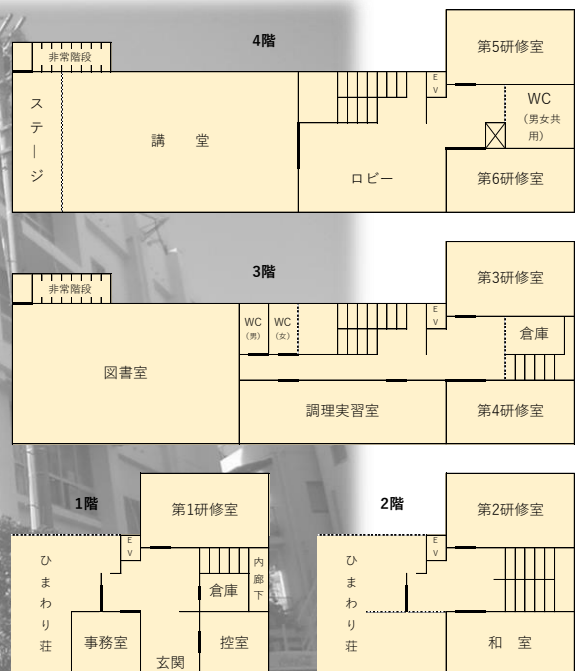 4階
非常階段
ステージ
講　堂
ロビー
EV
第5研修室
WC
（男女共
用）
第6研修室
3階
非常階段
図書室
WC
（男）
WC
（女）
EV
第3研修室
倉庫
調理実習室
第4研修室
1階
第1研修室
EV
ひまわり荘
倉庫
内廊下
事務室
玄関
控室
2階
第2研修室
EV
ひまわり荘
和　室